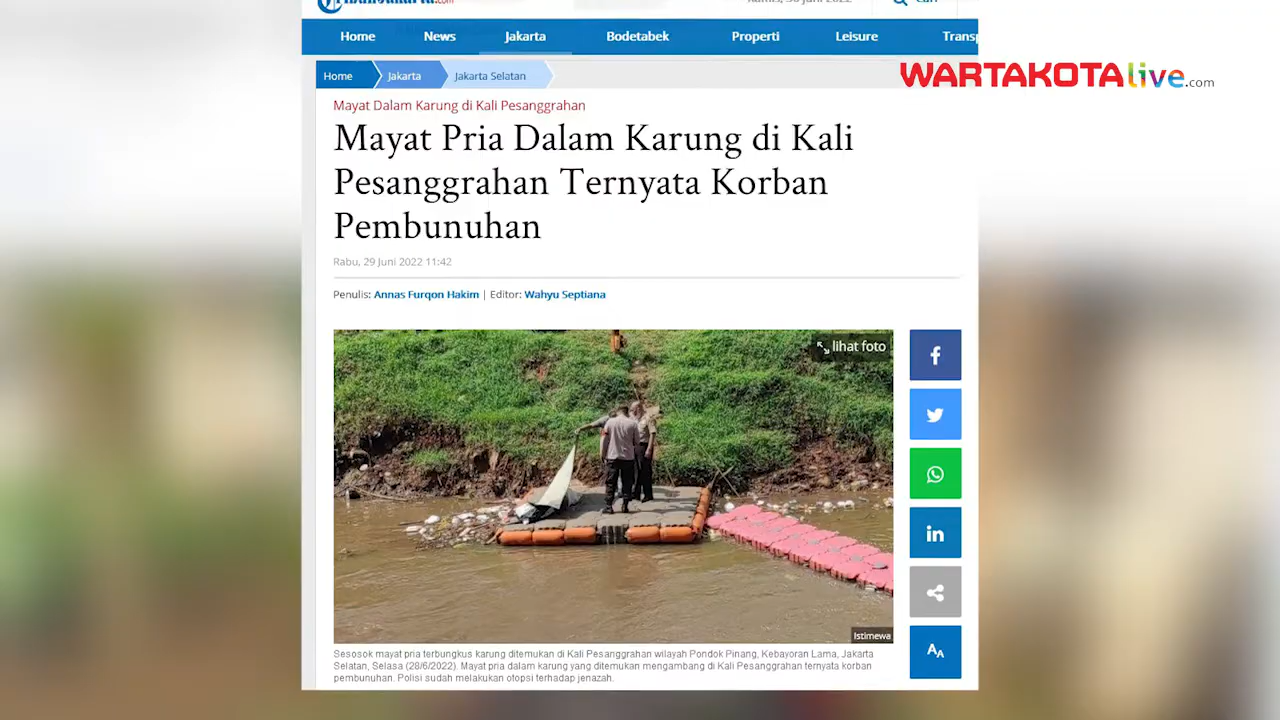 Cari
Home News Jakarta Bodetabek Properti Leisure
WARTAKOTAlive.com
Home Jakarta Jakarta Selatan
Mayat Dalam Karung di Kali Pesanggrahan
Mayat Pria Dalam Karung di Kali
Pesanggrahan Ternyata Korban
Pembunuhan
Rabu, 29 Juni 2022 11:42
Penulis: Annas Furqon Hakim | Editor: Wahyu Septiana
lihat foto
Istimewa
Sesosok mayat pria terbungkus karung ditemukan di Kali Pesanggrahan wilayah Pondok Pinang, Kebayoran Lama, Jakarta
Selatan, Selasa (28/6/2022). Mayat pria dalam karung yang ditemukan mengambang di Kali Pesanggrahan ternyata korban
pembunuhan. Polisi sudah melakukan otopsi terhadap jenazah.
AA